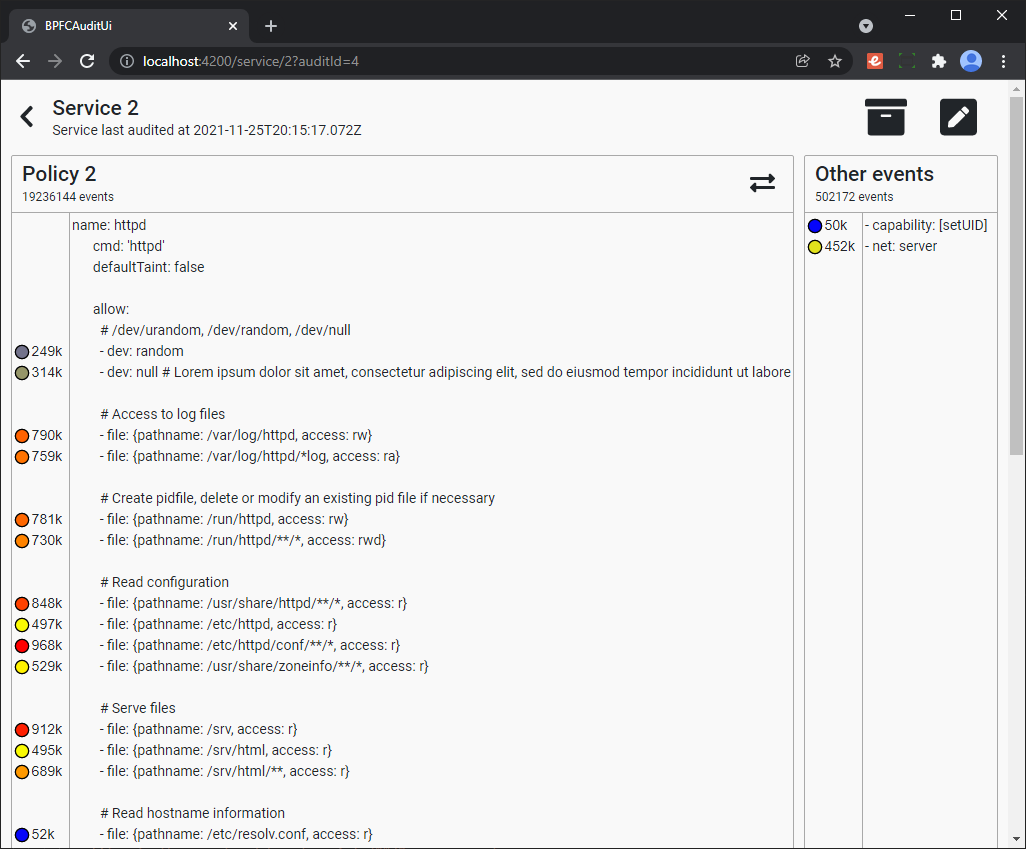 BPFCAuditUi
localhost:4200/service/2?auditId=4
Service 2
Service last audited at 2021-11-25T20:15:17.072Z
Policy 2
19236144 events
name: httpd
cmd: 'httpd'
defaultTaint: false
allow:
# /dev/urandom, /dev/random, /dev/null
249k - dev: random
314k - dev: null # Lorem ipsum dolor sit amet, consectetur adipiscing elit, sed do eiusmod tempor incididunt ut labore
# Access to log files
790k - file: {pathname: /var/log/httpd, access: rw}
759k - file: {pathname: /var/log/httpd/*log, access: ra}
# Create pidfile, delete or modify an existing pid file if necessary
781k - file: {pathname: /run/httpd, access: rw}
730k - file: {pathname: /run/httpd/**/*, access: rwd}
# Read configuration
848k - file: {pathname: /usr/share/httpd/**/*, access: r}
497k - file: {pathname: /etc/httpd, access: r}
968k - file: {pathname: /etc/httpd/conf/**/*, access: r}
529k - file: {pathname: /usr/share/zoneinfo/**/*, access: r}
# Serve files
912k - file: {pathname: /srv, access: r}
495k - file: {pathname: /srv/html, access: r}
689k - file: {pathname: /srv/html/**, access: r}
# Read hostname information
52k - file: {pathname: /etc/resolv.conf, access: r}
Other events
502172 events
50k - capability: [setUID]
452k - net: server